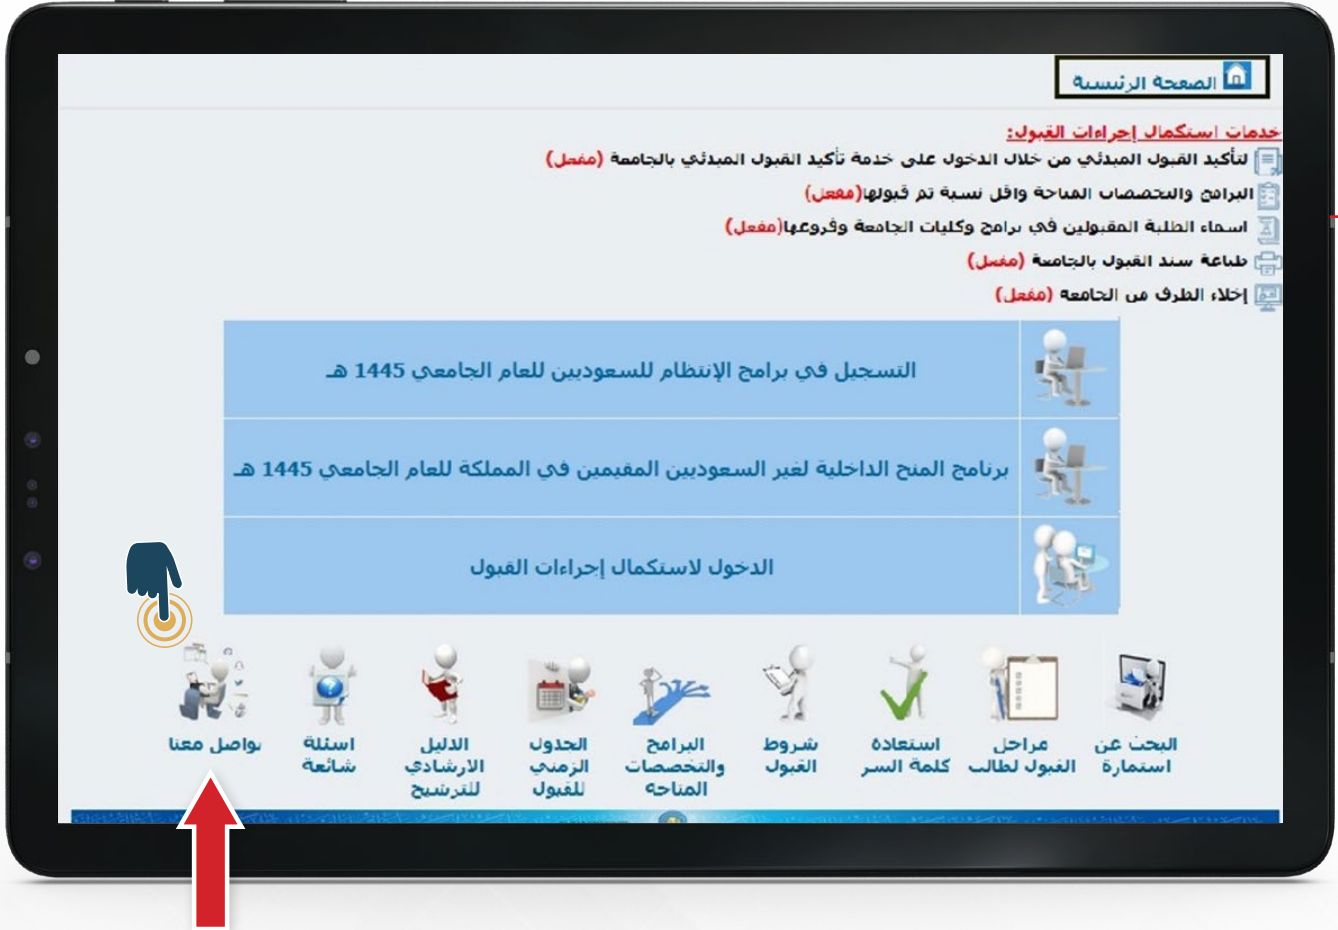 الصفحة الرئيسية
خدمات استكمال إجراءات القبول:
لتأكيد القبول المبدئي من خلال الدخول على خدمة تأكيد القبول المبدئي بالجامعة (مفعل)
البرامج والتخصصات المتاحة واقل نسبة تم قبولها(مفعل)
اسماء الطلبة المقبولين في برامج وكليات الجامعة وفروعها(مفعل)
طباعة سند القبول بالجامعة (مفعل)
إخلاء الطرف من الجامعة (مفعل)
التسجيل في برامج الإنتظام للسعوديين للعام الجامعي 1445 هـ
برنامج المنح الداخلية لغير السعوديين المقيمين في المملكة للعام الجامعي 1445 هـ
الدخول لاستكمال إجراءات القبول
البحث عن
استمارة
مراحل
القبول لطالب
استعادة
كلمة السر
شروط
القبول
البرامج
والتخصصات
المتاحة
الجدول
الزمني
للقبول
الدليل
الارشادي
للترشيح
اسئلة
شائعة
تواصل معنا